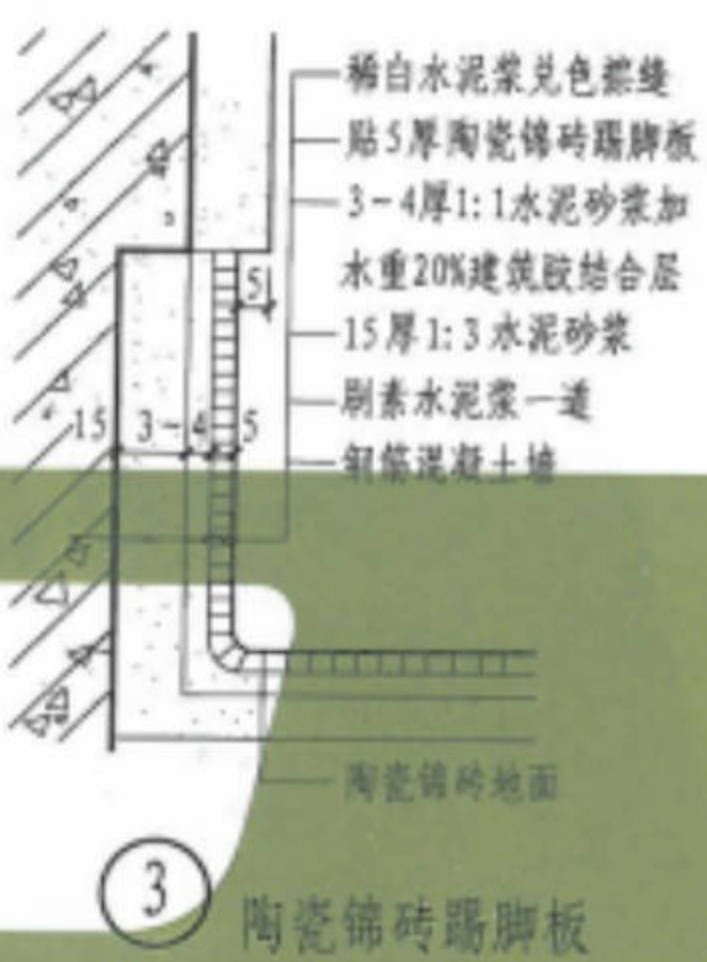 稀白水泥浆兑色擦缝
贴5厚陶瓷锦砖踢脚板
3-4厚1:1水泥砂浆加
水重20%建筑胶结合层
15厚1:3水泥砂浆
刷素水泥浆一道
钢筋混凝土墙
5
15 3-4 5
陶瓷锦砖地面
3
陶瓷锦砖踢脚板